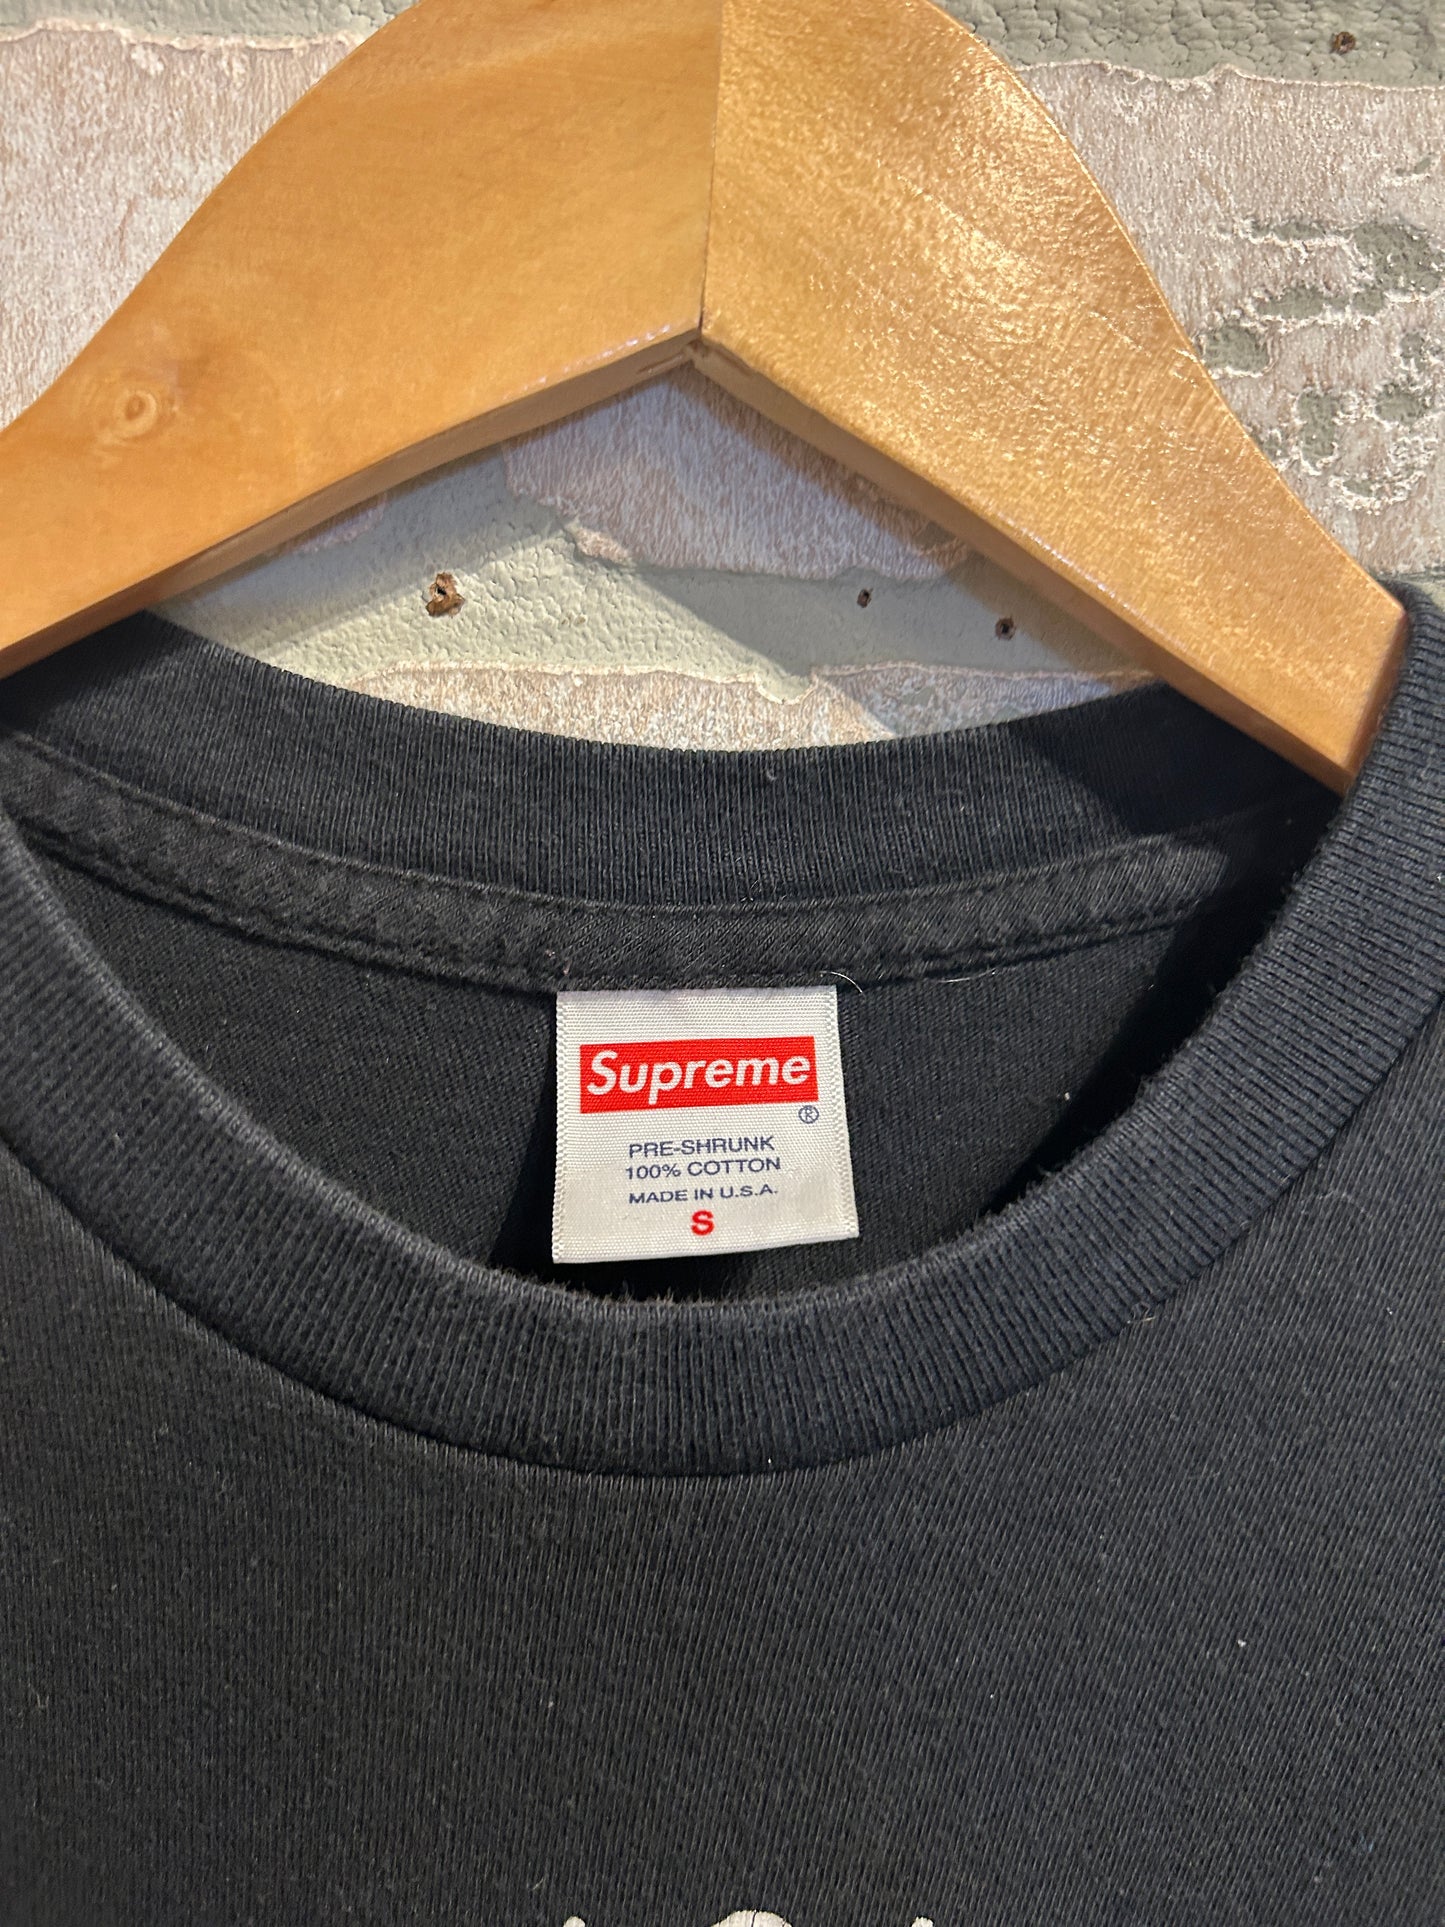 Supreme
®
PRE-SHRUNK
100% COTTON
MADE IN U.S.A.
S